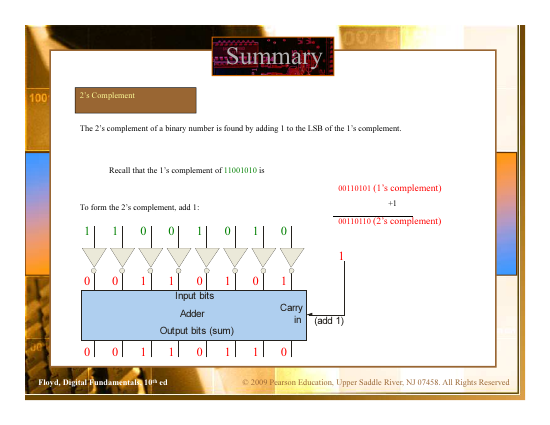 Summary
2's Complement
The 2's complement of a binary number is found by adding 1 to the LSB of the 1's complement.
Recall that the 1's complement of 11001010 is
00110101 (1's complement)
+1
To form the 2's complement, add 1:
00110110 (2's complement)
1 1 0 0 1 0 1 0
1
0 0 1 1 0 1 0 1
Input bits
Carry
in
Adder
(add 1)
Output bits (sum)
0 0 1 1 0 1 1 0
Floyd, Digital Fundamentals, 10th ed
© 2009 Pearson Education, Upper Saddle River, NJ 07458. All Rights Reserved